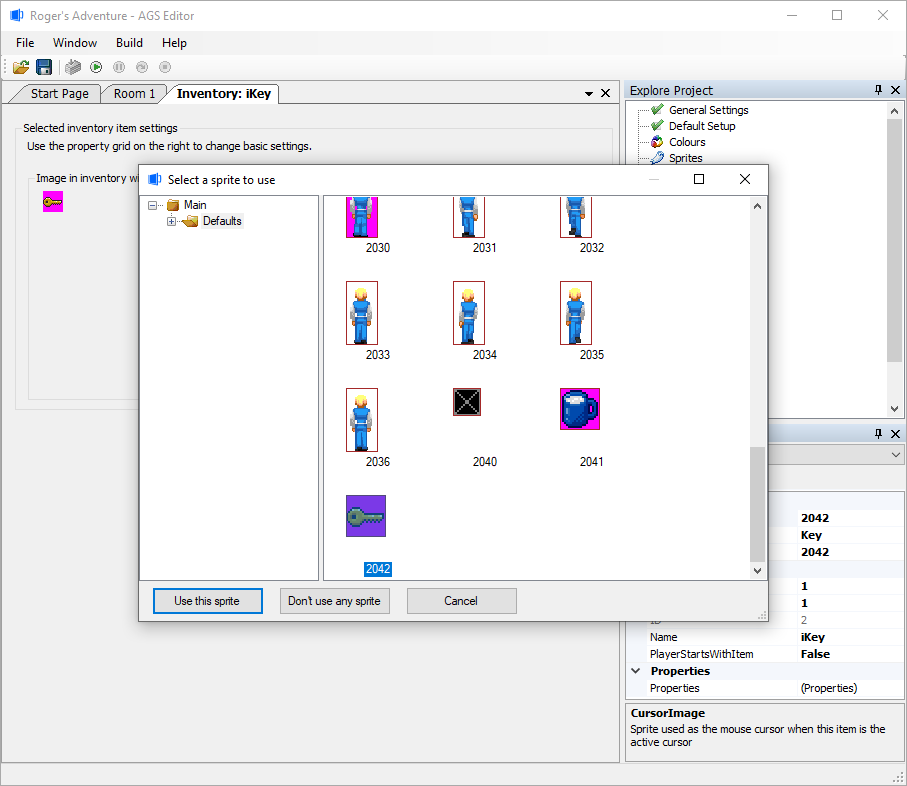 Roger's Adventure - AGS Editor
File Window Build Help
Start Page Room 1 Inventory: iKey
Explore Project
Selected inventory item settings
Use the property grid on the right to change basic settings.
Image in inventory wi
General Settings
Default Setup
Colours
Sprites
Select a sprite to use
Main
Defaults
2030 2031 2032
2033 2034 2035
2036 2040 2041
2042
Use this sprite Don't use any sprite Cancel
2042
Key
2042
1
1
ID 2
Name iKey
PlayerStartsWithItem False
Properties
Properties (Properties)
CursorImage
Sprite used as the mouse cursor when this item is the
active cursor